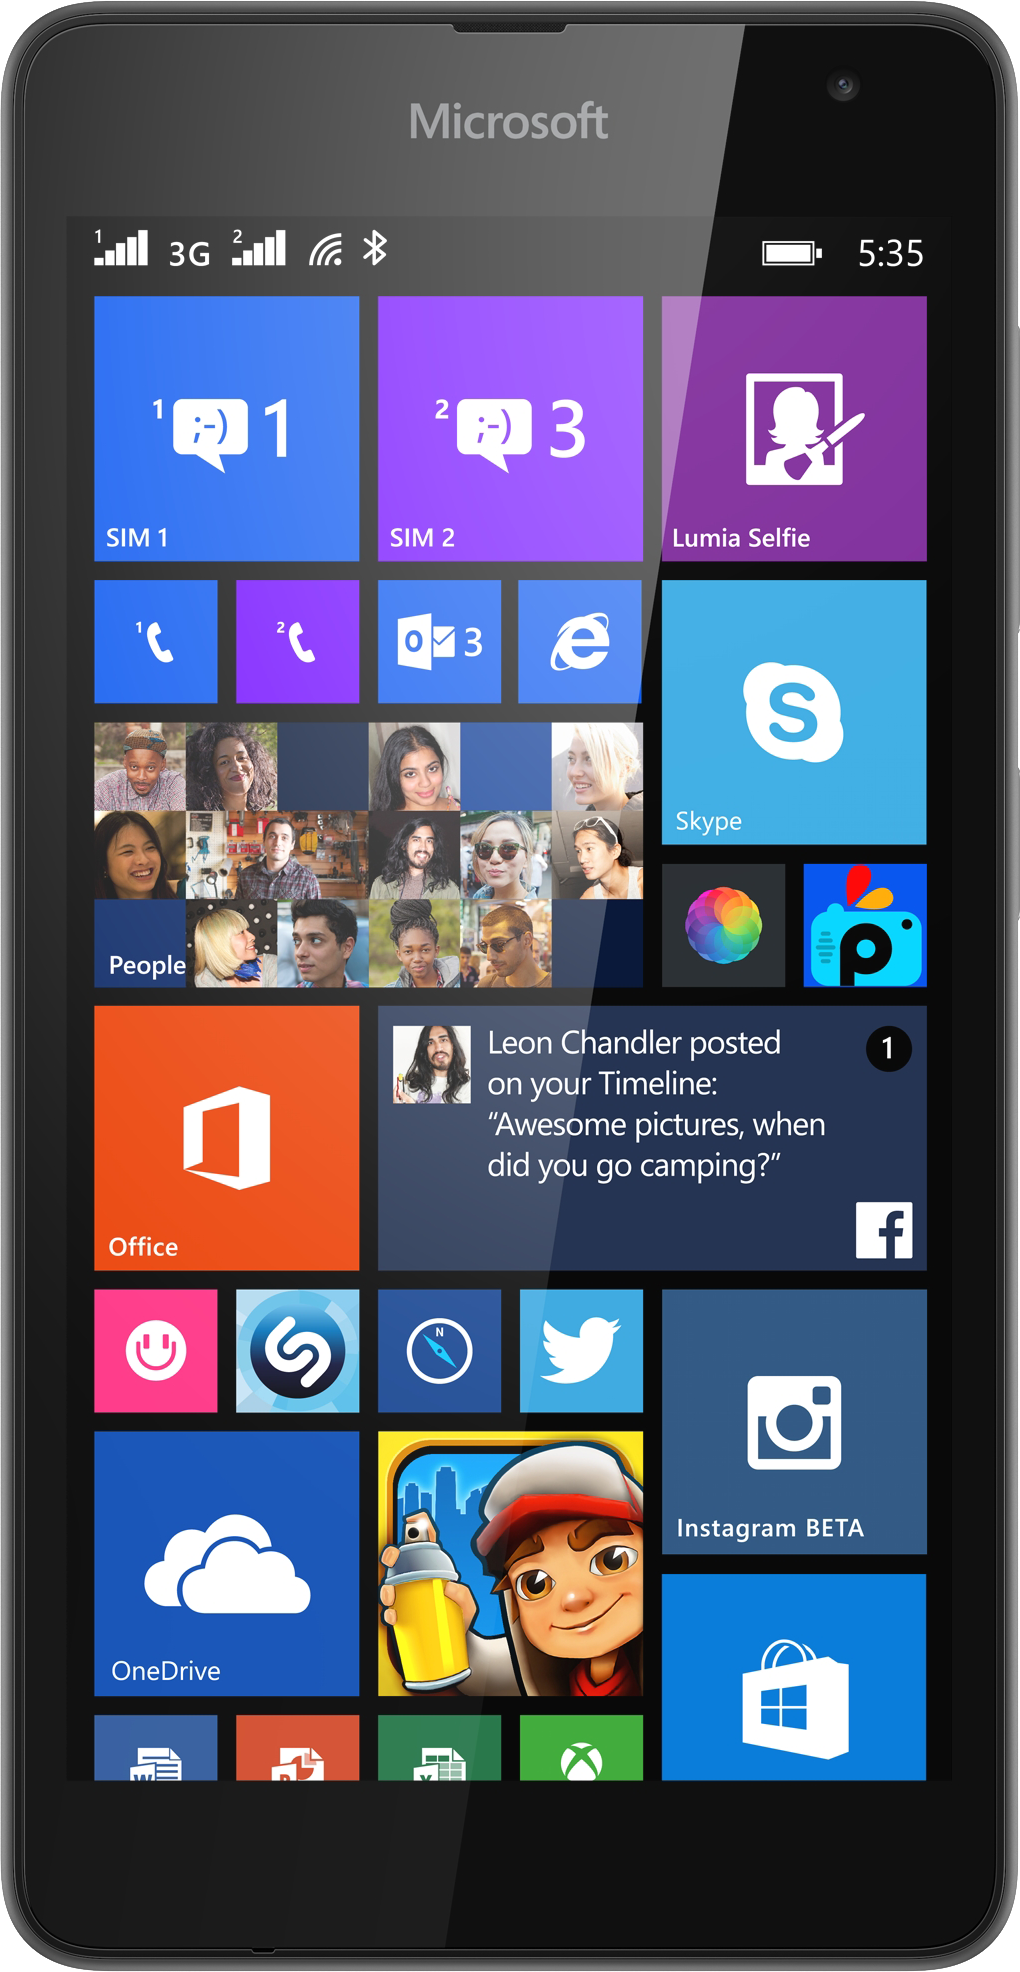 Microsoft
1 3G 2 5:35
1 ;-) 1
2 ;-) 3
SIM 1
SIM 2
Lumia Selfie
1
2
O 3
e
S
Skype
People
p
Leon Chandler posted
on your Timeline:
“Awesome pictures, when
did you go camping?”
1
f
Office
N
Instagram BETA
OneDrive
W
P
X